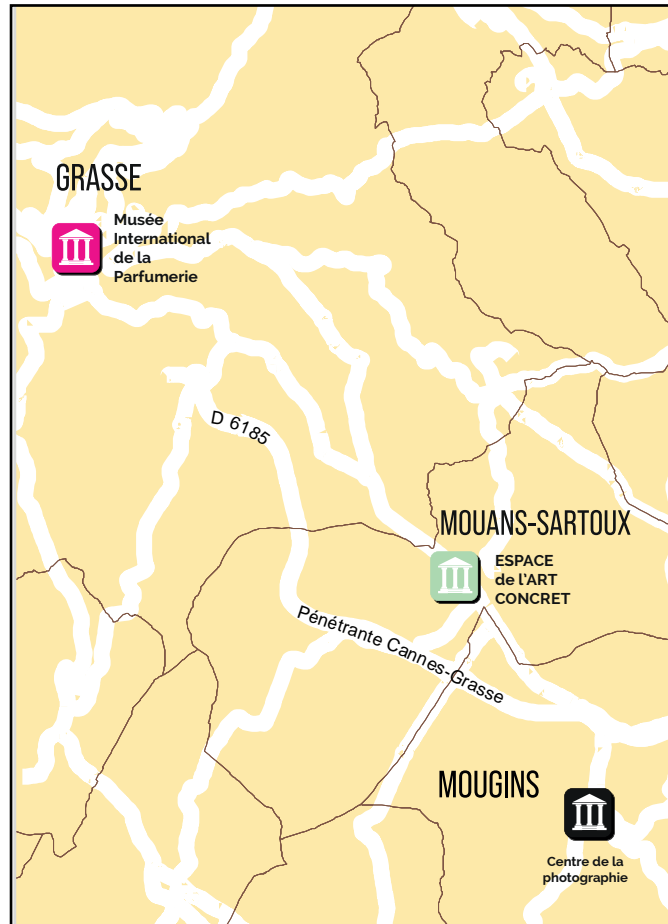 GRASSE
Musée
International
de la
Parfumerie
D 6185
MOUANS-SARTOUX
ESPACE
de l'ART
CONCRET
Pénétrante Cannes-Grasse
MOUGINS
Centre de la
photographie